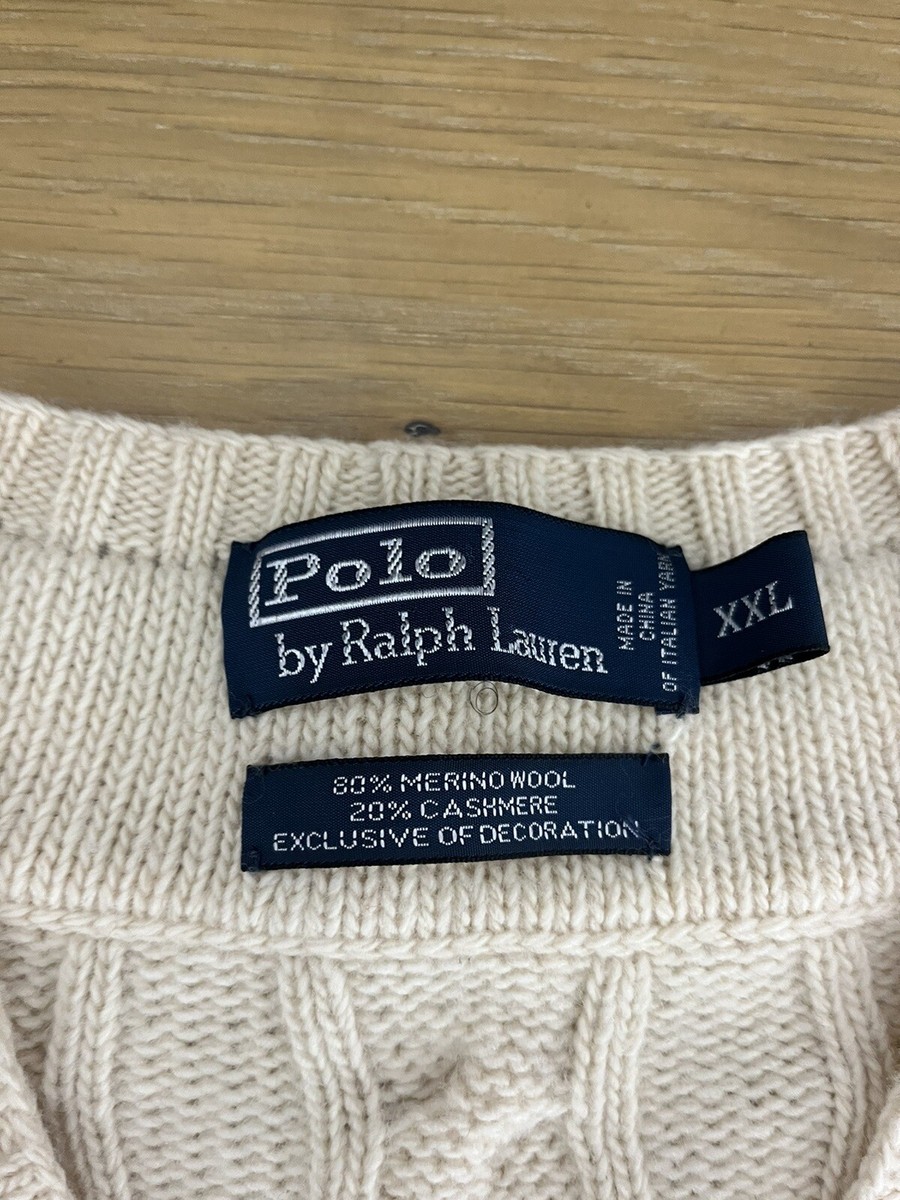 Polo
by Ralph Lauren
MADE IN
CHINA
OF ITALIAN YARN
XXL
80% MERINO WOOL
20% CASHMERE
EXCLUSIVE OF DECORATION